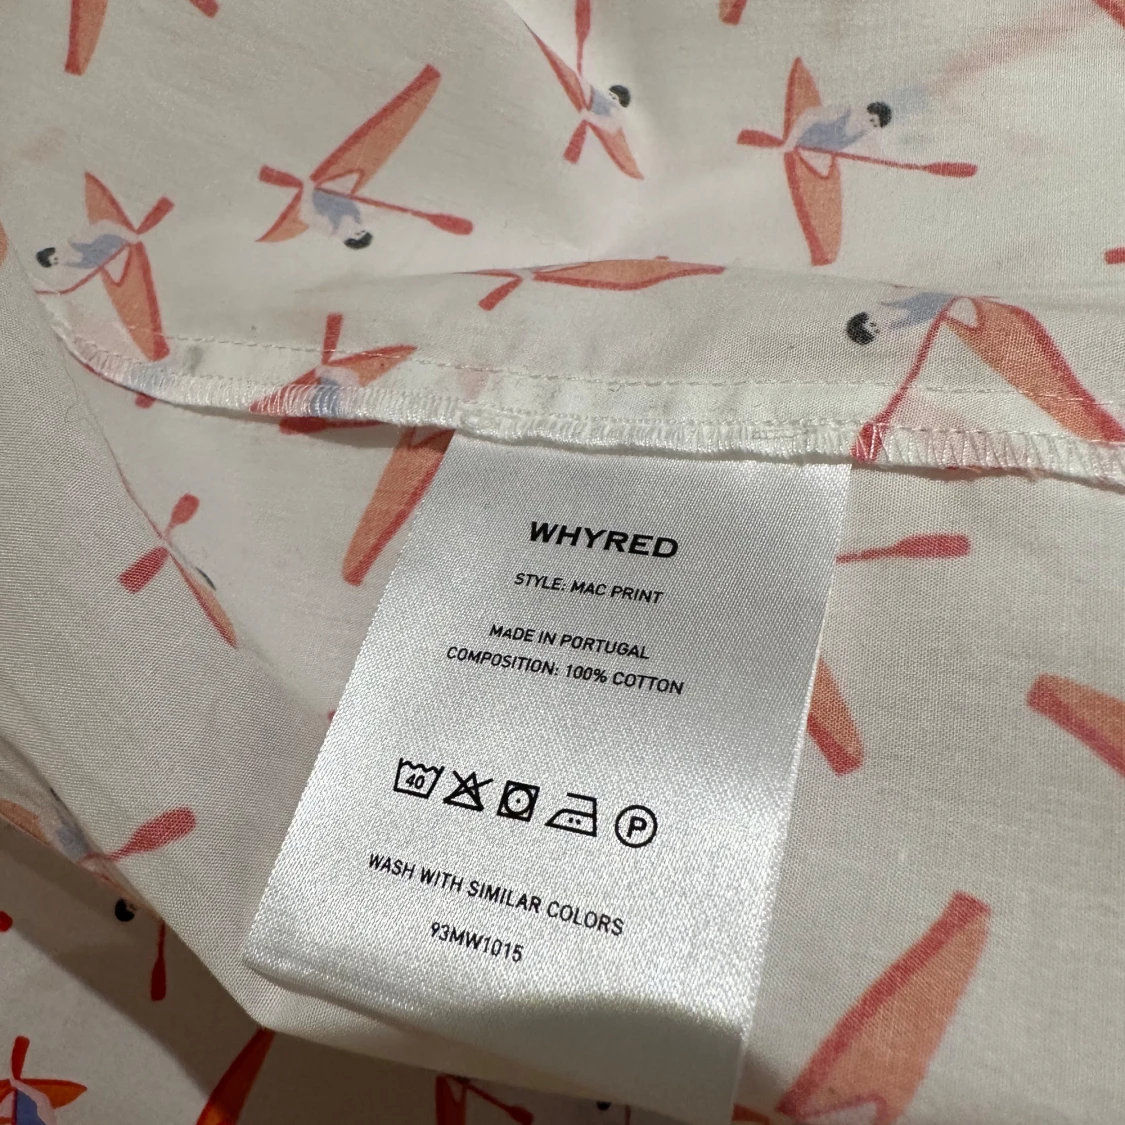 WHYRED
STYLE: MAC PRINT
MADE IN PORTUGAL
COMPOSITION: 100% COTTON
40 P
WASH WITH SIMILAR COLORS
93MW1015